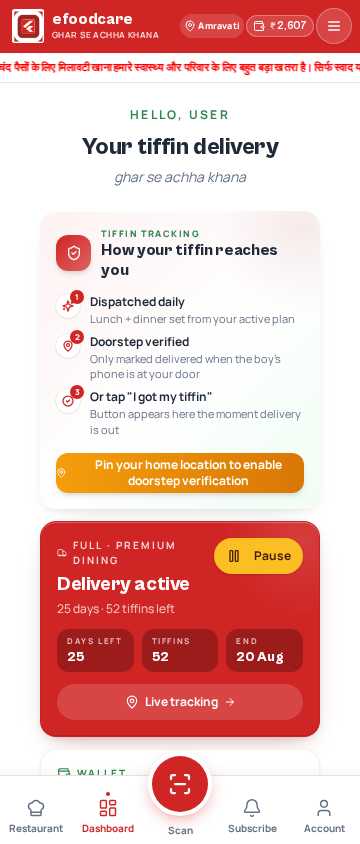 efoodcare
GHAR SE ACHHA KHANA
Amravati
₹ 2,607
चंद पैसों के लिए मिलावटी खाना हमारे स्वास्थ्य और परिवार के लिए बहुत बड़ा खतरा है। सिर्फ स्वाद
HELLO, USER
Your tiffin delivery
ghar se achha khana
TIFFIN TRACKING
How your tiffin reaches
you
1
Dispatched daily
Lunch + dinner set from your active plan
2
Doorstep verified
Only marked delivered when the boy's
phone is at your door
3
Or tap "I got my tiffin"
Button appears here the moment delivery
is out
Pin your home location to enable
doorstep verification
FULL - PREMIUM
DINING
Pause
Delivery active
25 days · 52 tiffins left
DAYS LEFT
25
TIFFINS
52
END
20 Aug
Live tracking →
WALLET
Restaurant
Dashboard
Scan
Subscribe
Account